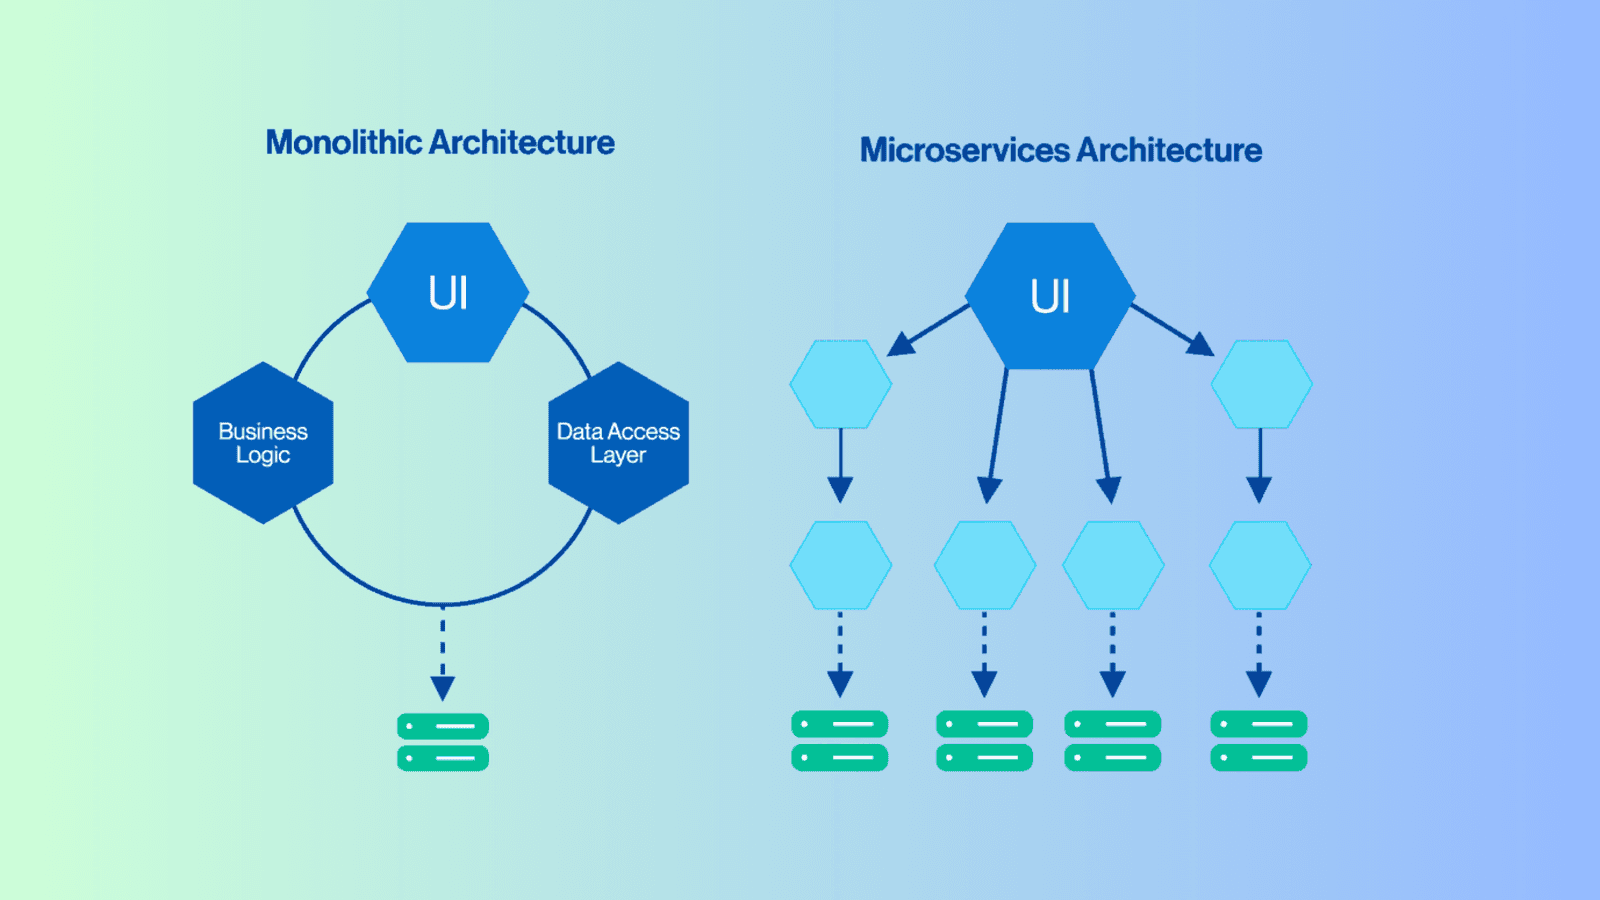 Monolithic Architecture
UI
Business
Logic
Data Access
Layer
Microservices Architecture
UI